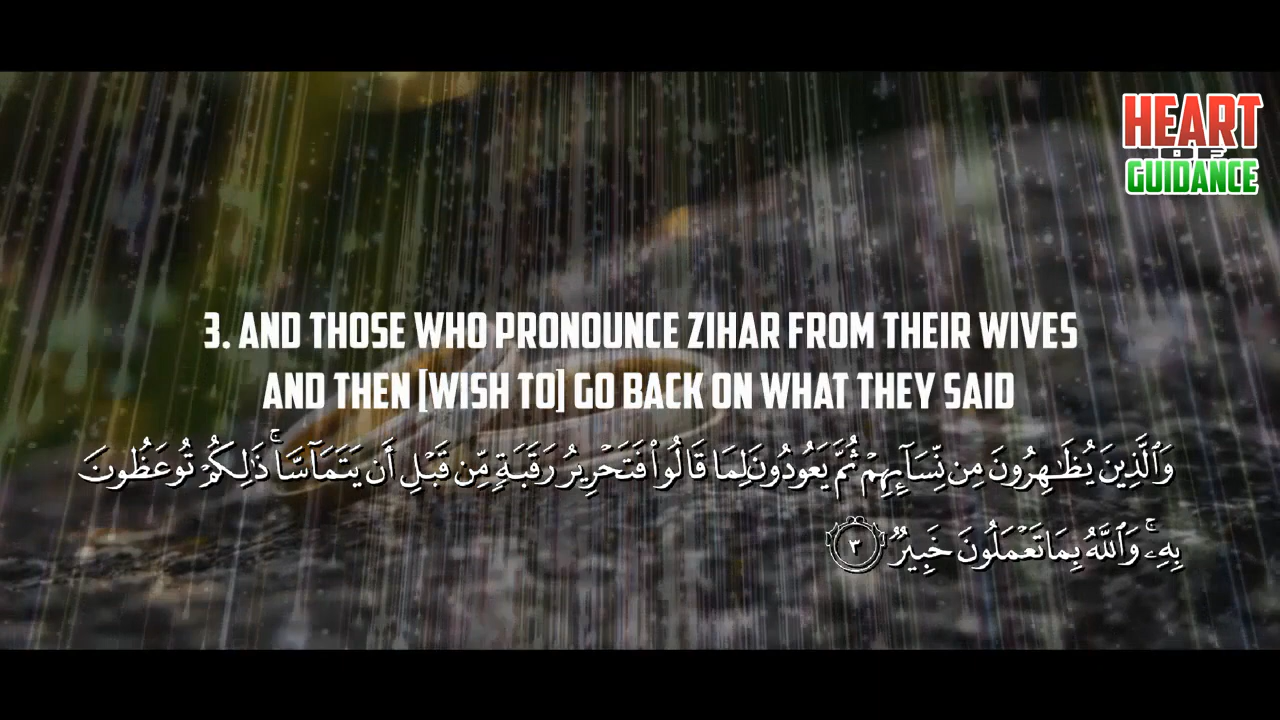 HEART
OF
GUIDANCE
3. AND THOSE WHO PRONOUNCE ZIHAR FROM THEIR WIVES
AND THEN [WISH TO] GO BACK ON WHAT THEY SAID
وَٱلَّذِينَ يُظَٰهِرُونَ مِن نِّسَآئِهِمْ ثُمَّ يَعُودُونَ لِمَا قَالُوا۟ فَتَحْرِيرُ رَقَبَةٍ مِّن قَبْلِ أَن يَتَمَآسَّا ۚ ذَٰلِكُمْ تُوعَظُونَ
بِهِۦ ۚ وَٱللَّهُ بِمَا تَعْمَلُونَ خَبِيرٌ ٣